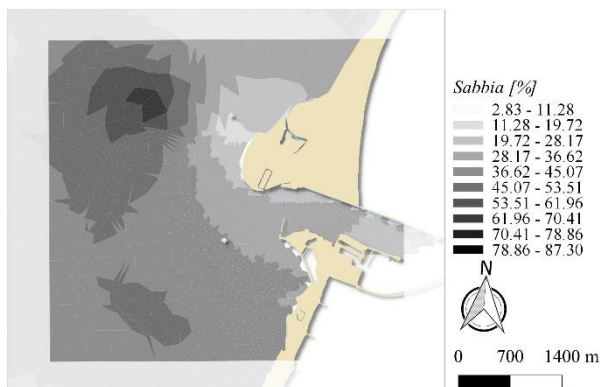 Sabbia [%]
2.83 - 11.28
11.28 - 19.72
19.72 - 28.17
28.17 - 36.62
36.62 - 45.07
45.07 - 53.51
53.51 - 61.96
61.96 - 70.41
70.41 - 78.86
78.86 - 87.30
N
0 700 1400 m